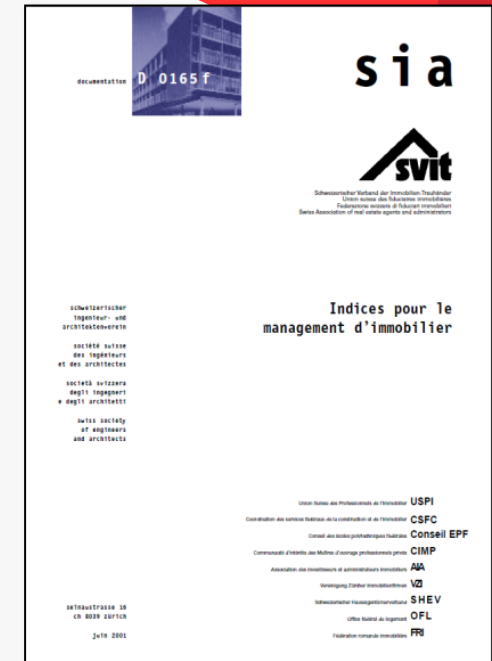 documentation D 0165 f
sia
svit
Schweizerischer Verband der Immobilien-Treuhänder
Union suisse des fiduciaires immobilières
Federazione svizzera di fiduciari immobiliari
Swiss Association of real estate agents and administrators
schweizerischer
ingenieur- und
architektenverein
société suisse
des ingénieurs
et des architectes
società svizzera
degli ingegneri
e degli architetti
swiss society
of engineers
and architects
Indices pour le
management d'immobilier
Union Suisse des Professionnels de l'Immobilier USPI
Coordination des services fédéraux de la construction et de l'immobilier CSFC
Conseil des écoles polytechniques fédérales Conseil EPF
Communauté d'intérêts des Maîtres d'ouvrage professionnels privés CIMP
Association des investisseurs et administrateurs immobiliers AIA
Vereinigung Zürcher Immobilienfirmen VZI
Schweizerischer Hauseigentümerverband SHEV
Office fédéral du logement OFL
Fédération romande immobilière FRI
selnaustrasse 16
ch 8039 zürich
juin 2001